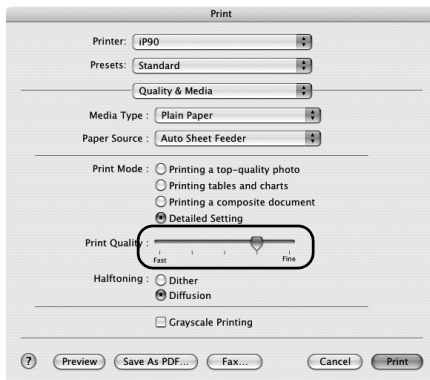 Print
Printer: iP90
Presets: Standard
Quality & Media
Media Type : Plain Paper
Paper Source : Auto Sheet Feeder
Print Mode : Printing a top-quality photo
Printing tables and charts
Printing a composite document
Detailed Setting
Print Quality :
Fast Fine
Halftoning : Dither
Diffusion
Grayscale Printing
? Preview Save As PDF... Fax... Cancel Print